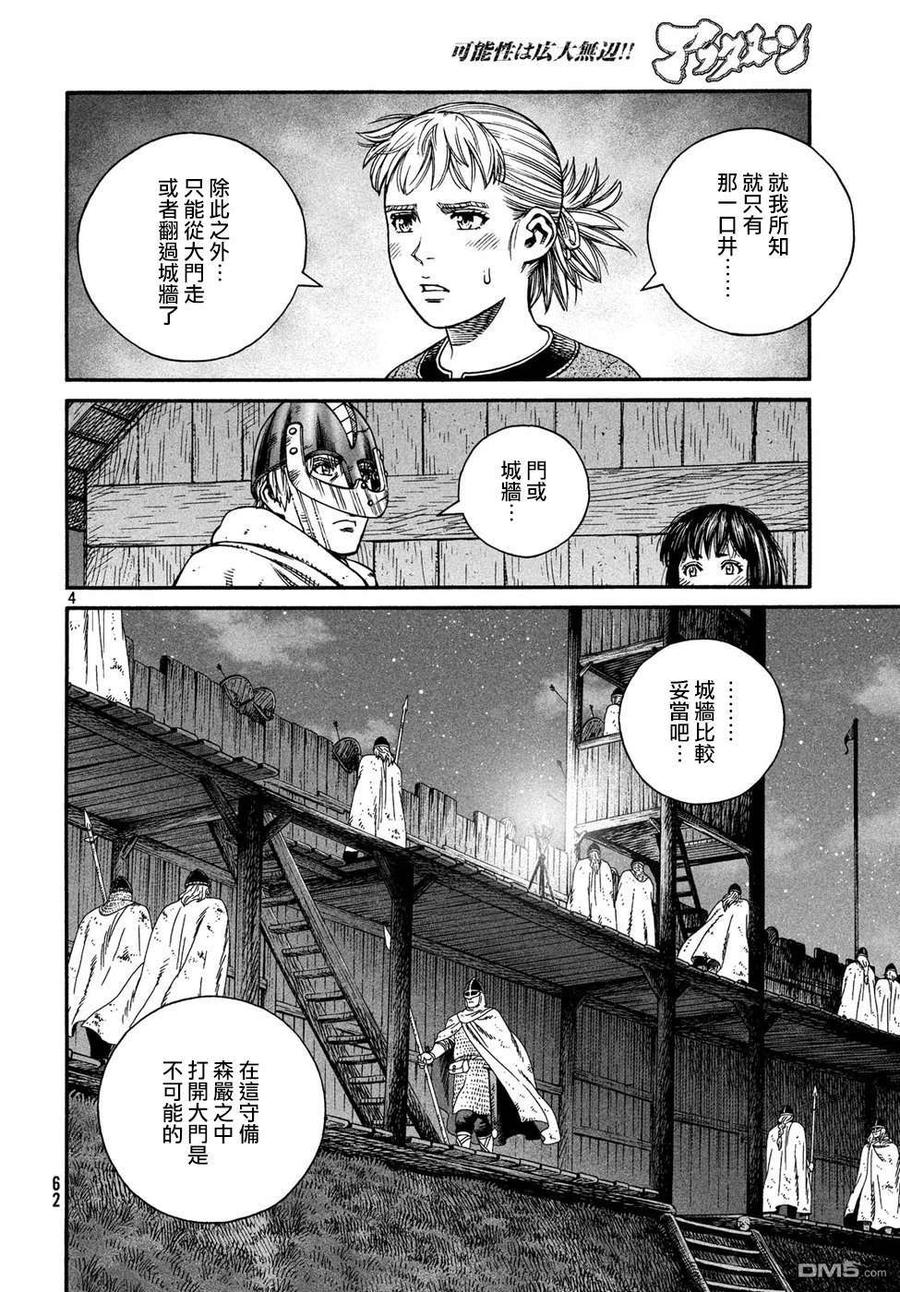 可能性は広大無辺!!
アフタヌーン
就我所知
就只有
那一口井……
除此之外…
只能從大門走
或者翻過城牆了
門或
城牆…
4
………
城牆比較
妥當吧…
在這守備
森嚴之中
打開大門是
不可能的
62
DM5.com